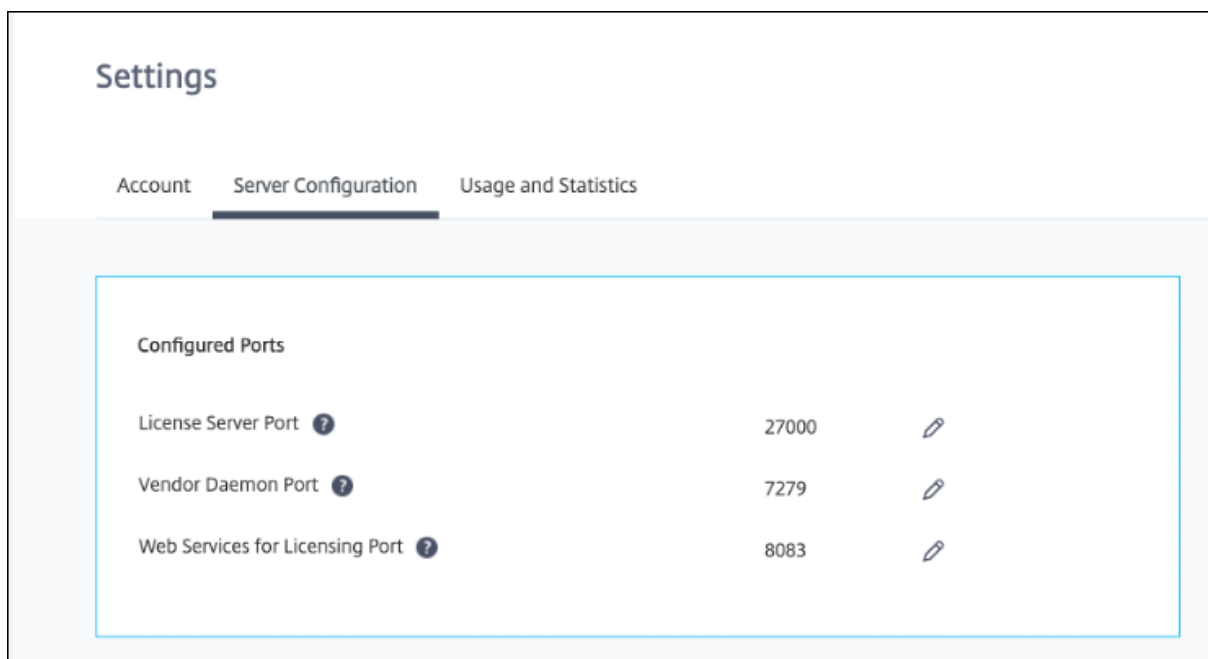 Settings
Account Server Configuration Usage and Statistics
Configured Ports
License Server Port ? 27000
Vendor Daemon Port ? 7279
Web Services for Licensing Port ? 8083